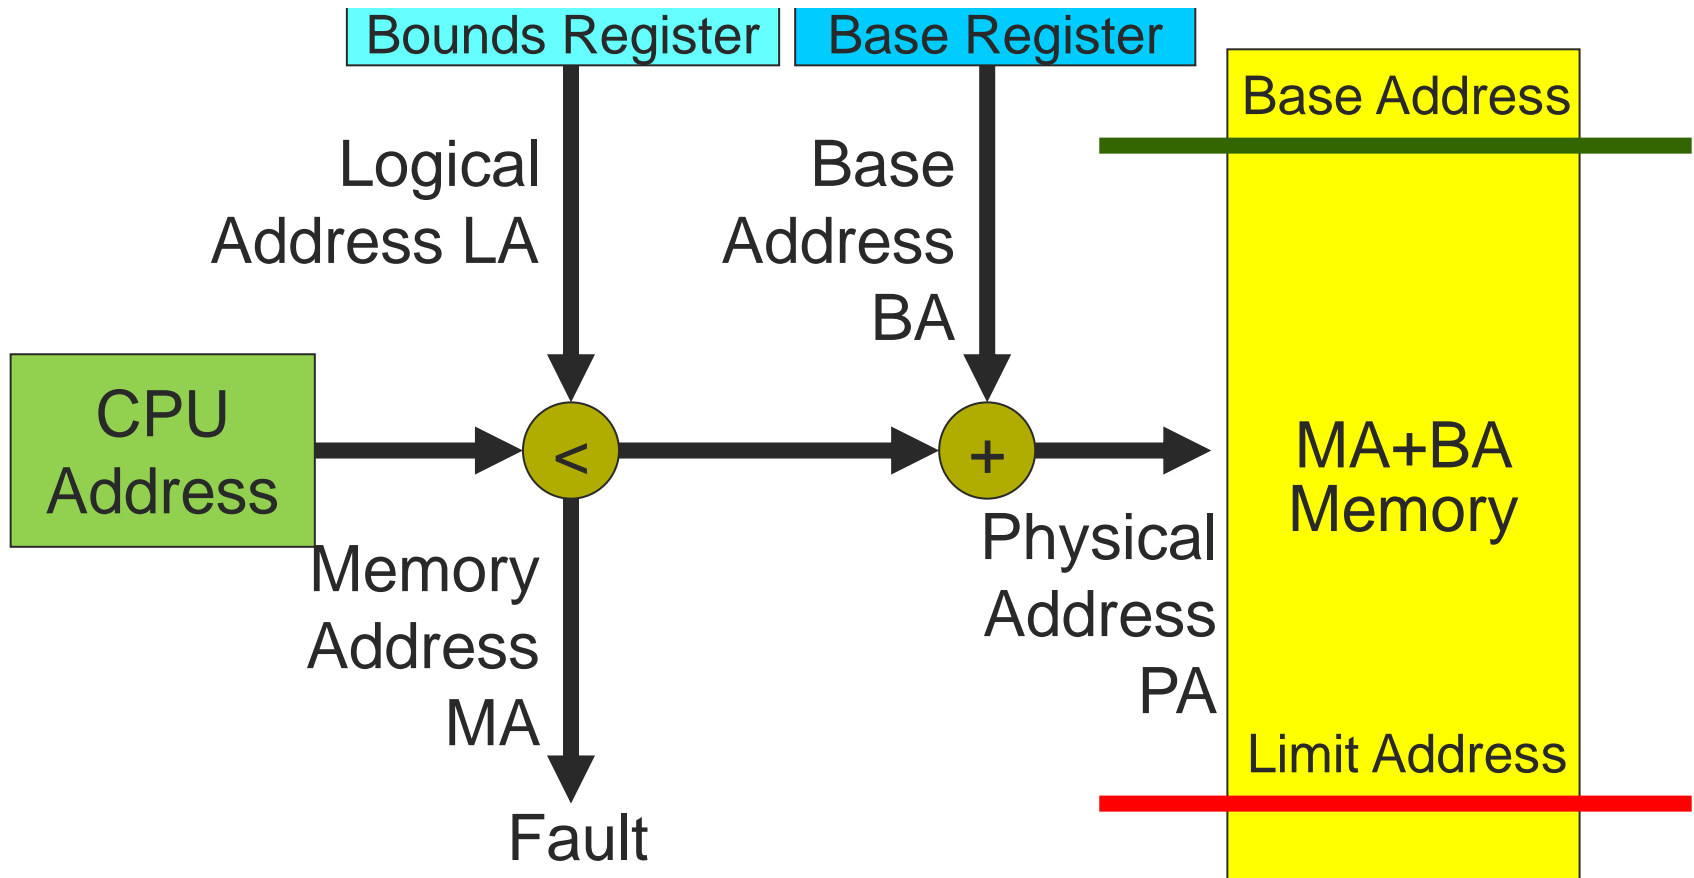 Bounds Register
Base Register
Base Address
Logical
Address LA
Base
Address
BA
CPU
Address
<
+
MA+BA
Memory
Memory
Address
MA
Physical
Address
PA
Limit Address
Fault